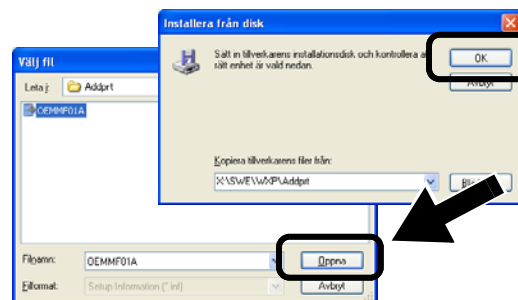 Installera från disk
Sätt in tillverkarens installationsdisk och kontrollera a
rätt enhet är vald nedan.
OK
Avbryt
Kopiera tillverkarens filer från:
X:\SWE\WXP\Addprt
Välj fil
Leta i:
Addprt
OEMMF01A
Filnamn:
OEMMF01A
Öppna
Filformat:
Setup Information (*.inf)
Avbryt